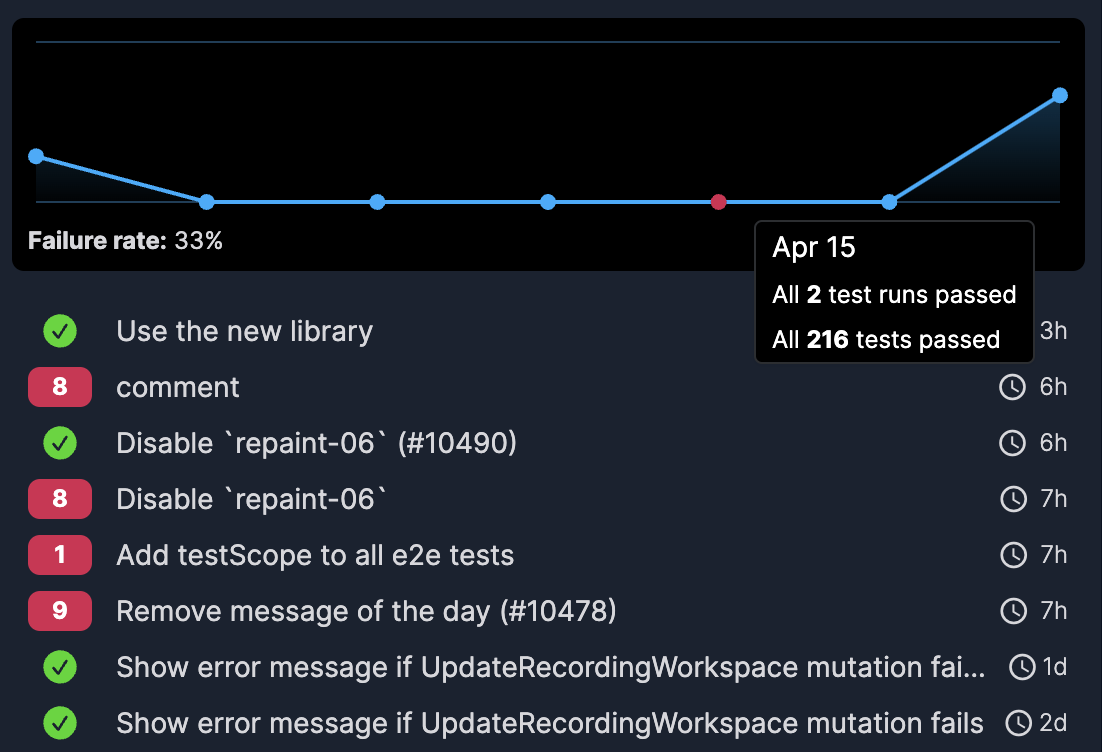 Failure rate: 33%
Apr 15
All 2 test runs passed
All 216 tests passed
Use the new library 3h
8 comment 6h
Disable `repaint-06` (#10490) 6h
8 Disable `repaint-06` 7h
1 Add testScope to all e2e tests 7h
9 Remove message of the day (#10478) 7h
Show error message if UpdateRecordingWorkspace mutation fai... 1d
Show error message if UpdateRecordingWorkspace mutation fails 2d